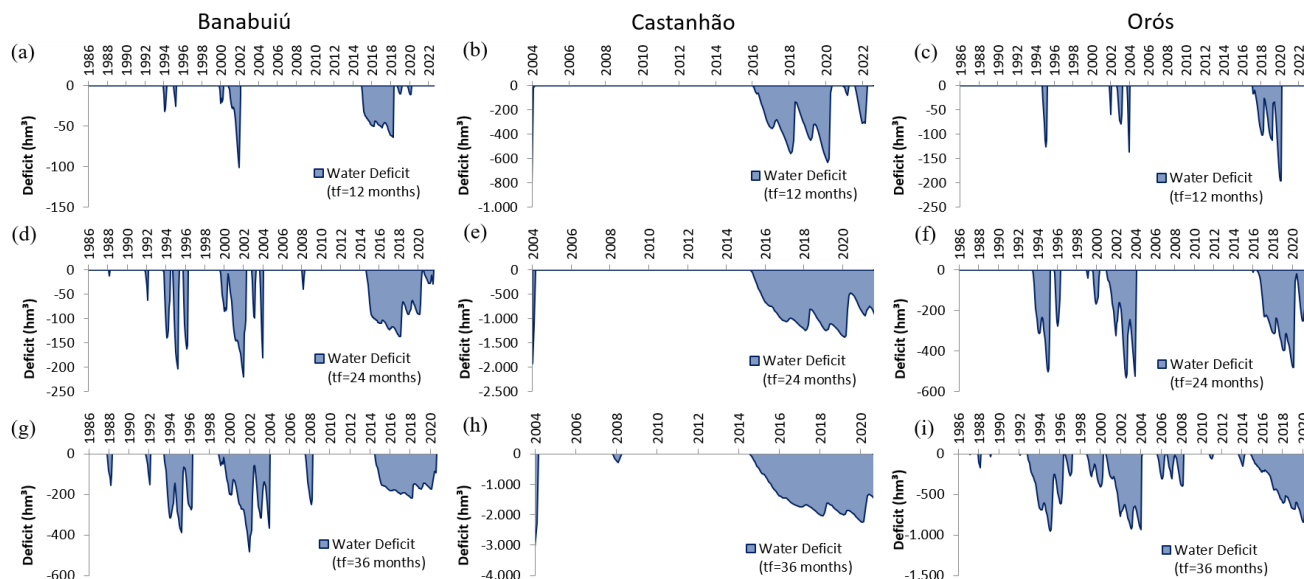 Banabuiú
Castanhão
Orós
(a)
1986 1988 1990 1992 1994 1996 1998 2000 2002 2004 2006 2008 2010 2012 2014 2016 2018 2020 2022
Deficit (hm³)
0
-50
-100
-150
Water Deficit
(tf=12 months)
(b)
2004 2006 2008 2010 2012 2014 2016 2018 2020 2022
Deficit (hm³)
0
-200
-400
-600
-800
-1.000
Water Deficit
(tf=12 months)
(c)
1986 1988 1990 1992 1994 1996 1998 2000 2002 2004 2006 2008 2010 2012 2014 2016 2018 2020 2022
Deficit (hm³)
0
-50
-100
-150
-200
-250
Water Deficit
(tf=12 months)
(d)
1986 1988 1990 1992 1994 1996 1998 2000 2002 2004 2006 2008 2010 2012 2014 2016 2018 2020
Deficit (hm³)
0
-50
-100
-150
-200
-250
Water Deficit
(tf=24 months)
(e)
2004 2006 2008 2010 2012 2014 2016 2018 2020
Deficit (hm³)
0
-500
-1.000
-1.500
-2.000
-2.500
Water Deficit
(tf=24 months)
(f)
1986 1988 1990 1992 1994 1996 1998 2000 2002 2004 2006 2008 2010 2012 2014 2016 2018 2020
Deficit (hm³)
0
-200
-400
-600
Water Deficit
(tf=24 months)
(g)
1986 1988 1990 1992 1994 1996 1998 2000 2002 2004 2006 2008 2010 2012 2014 2016 2018 2020
Deficit (hm³)
0
-200
-400
-600
Water Deficit
(tf=36 months)
(h)
2004 2006 2008 2010 2012 2014 2016 2018 2020
Deficit (hm³)
0
-1.000
-2.000
-3.000
-4.000
Water Deficit
(tf=36 months)
(i)
1986 1988 1990 1992 1994 1996 1998 2000 2002 2004 2006 2008 2010 2012 2014 2016 2018 2020
Deficit (hm³)
0
-500
-1.000
-1.500
Water Deficit
(tf=36 months)